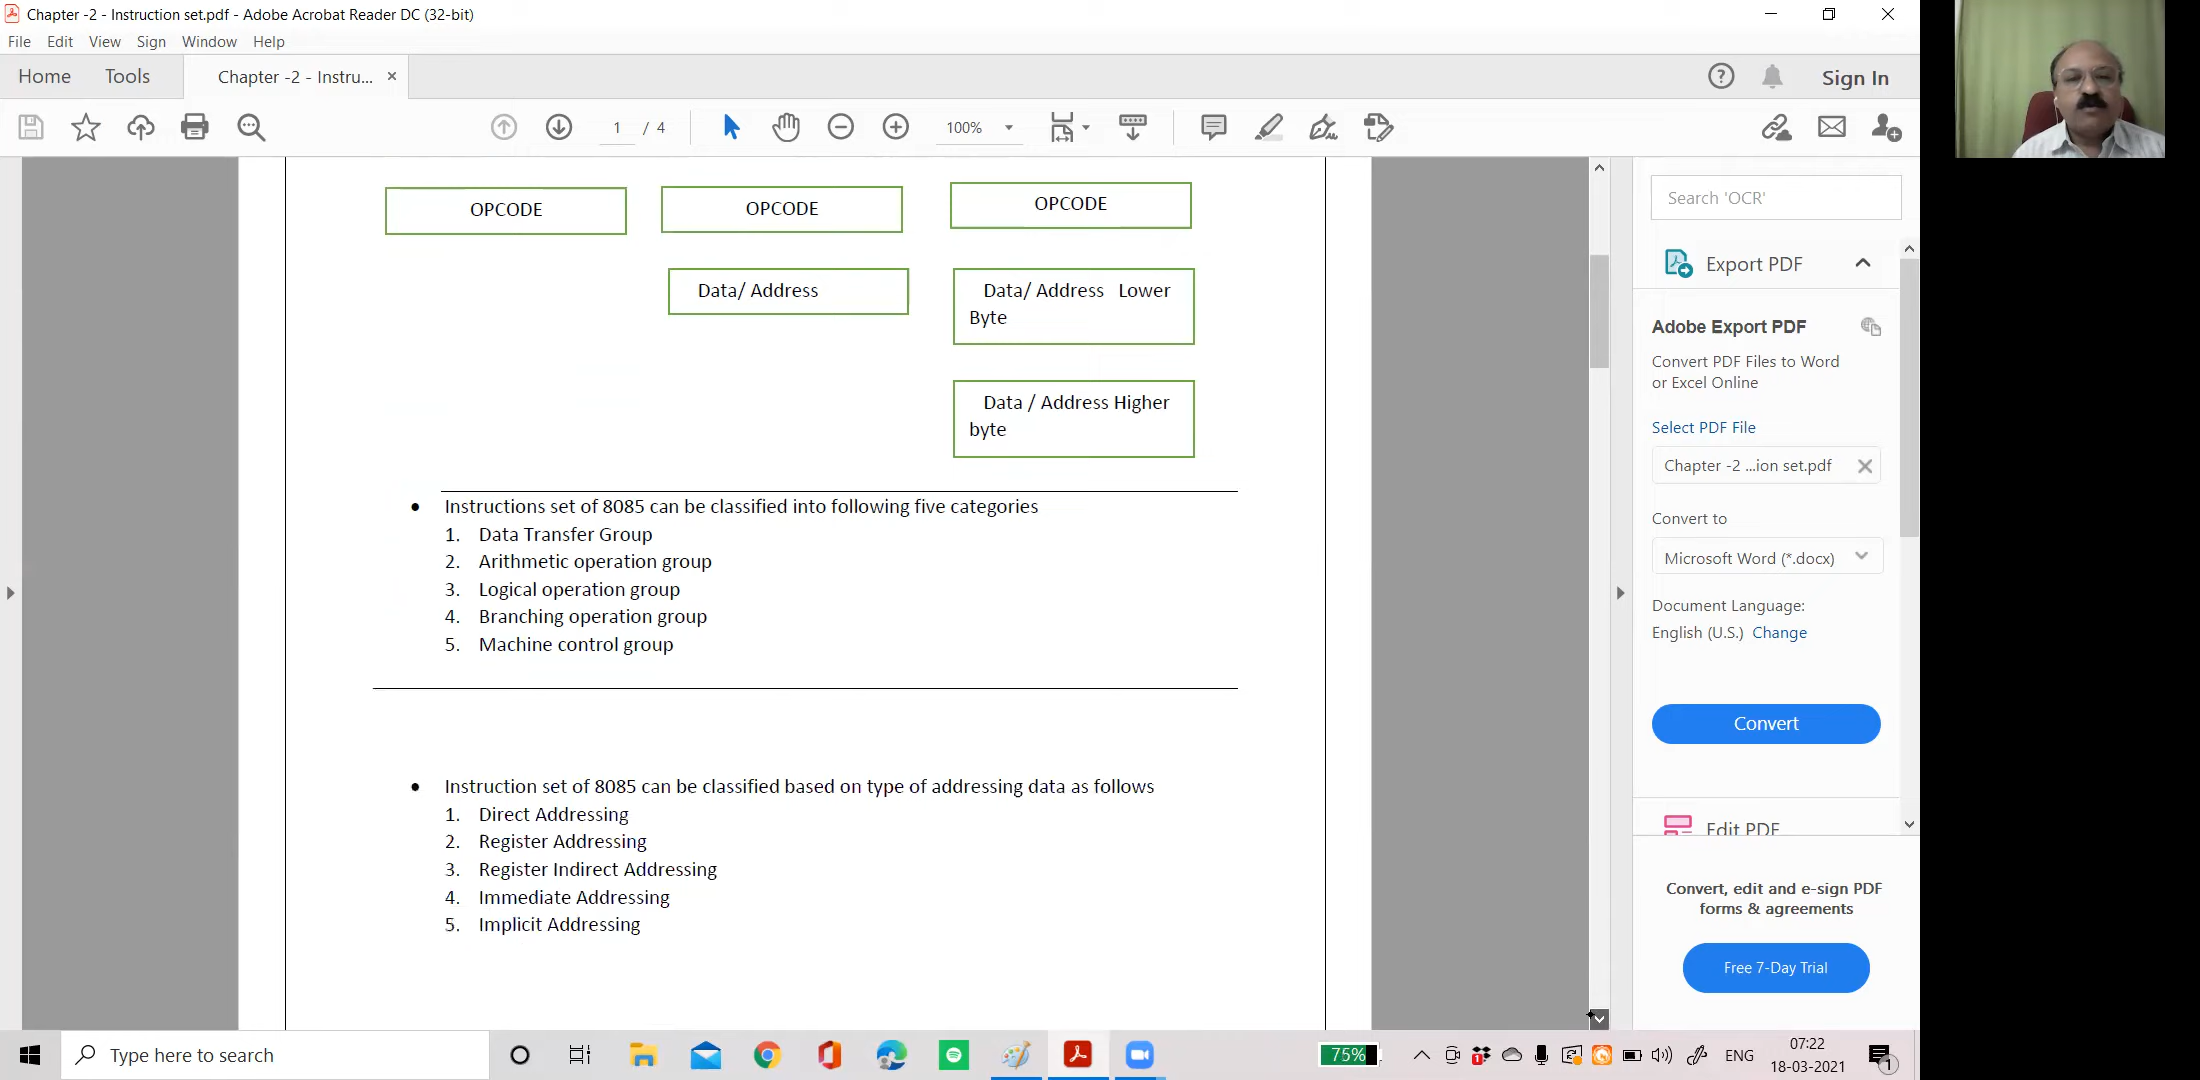 Chapter -2 - Instruction set.pdf - Adobe Acrobat Reader DC (32-bit)
File Edit View Sign Window Help
Home Tools Chapter -2 - Instru... × Sign In
1 / 4 100%
OPCODE OPCODE OPCODE
Data/ Address Data/ Address Lower
Byte
Data / Address Higher
byte
• Instructions set of 8085 can be classified into following five categories
1. Data Transfer Group
2. Arithmetic operation group
3. Logical operation group
4. Branching operation group
5. Machine control group
• Instruction set of 8085 can be classified based on type of addressing data as follows
1. Direct Addressing
2. Register Addressing
3. Register Indirect Addressing
4. Immediate Addressing
5. Implicit Addressing
Search 'OCR'
Export PDF
Adobe Export PDF
Convert PDF Files to Word
or Excel Online
Select PDF File
Chapter -2 ...ion set.pdf
Convert to
Microsoft Word (*.docx)
Document Language:
English (U.S.) Change
Convert
Edit PDF
Convert, edit and e-sign PDF
forms & agreements
Free 7-Day Trial
Type here to search
75%
1
ENG
07:22
18-03-2021
1